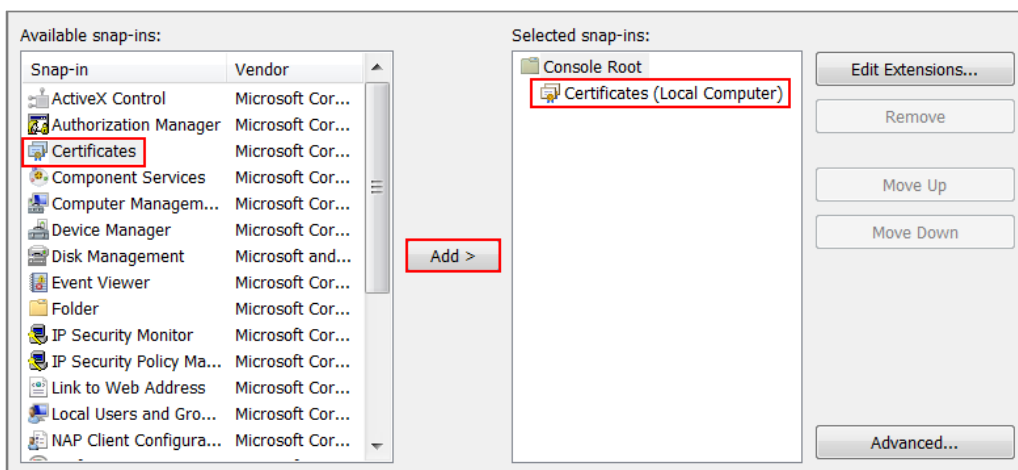 Available snap-ins:
Selected snap-ins:
Snap-in Vendor
ActiveX Control Microsoft Cor...
Authorization Manager Microsoft Cor...
Certificates Microsoft Cor...
Component Services Microsoft Cor...
Computer Managem... Microsoft Cor...
Device Manager Microsoft Cor...
Disk Management Microsoft and...
Event Viewer Microsoft Cor...
Folder Microsoft Cor...
IP Security Monitor Microsoft Cor...
IP Security Policy Ma... Microsoft Cor...
Link to Web Address Microsoft Cor...
Local Users and Gro... Microsoft Cor...
NAP Client Configura... Microsoft Cor...
Add >
Console Root
Certificates (Local Computer)
Edit Extensions...
Remove
Move Up
Move Down
Advanced...